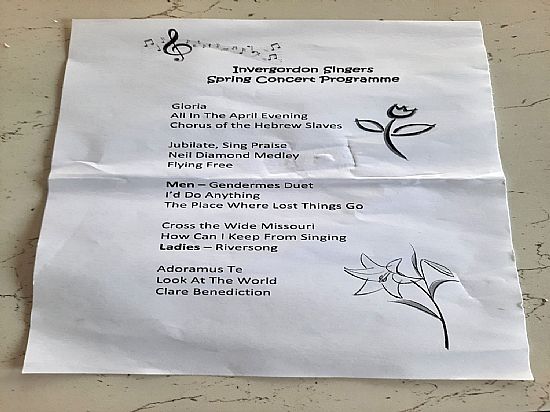 Invergordon Singers
Spring Concert Programme
Gloria
All In The April Evening
Chorus of the Hebrew Slaves
Jubilate, Sing Praise
Neil Diamond Medley
Flying Free
Men – Gendermes Duet
I'd Do Anything
The Place Where Lost Things Go
Cross the Wide Missouri
How Can I Keep From Singing
Ladies – Riversong
Adoramus Te
Look At The World
Clare Benediction